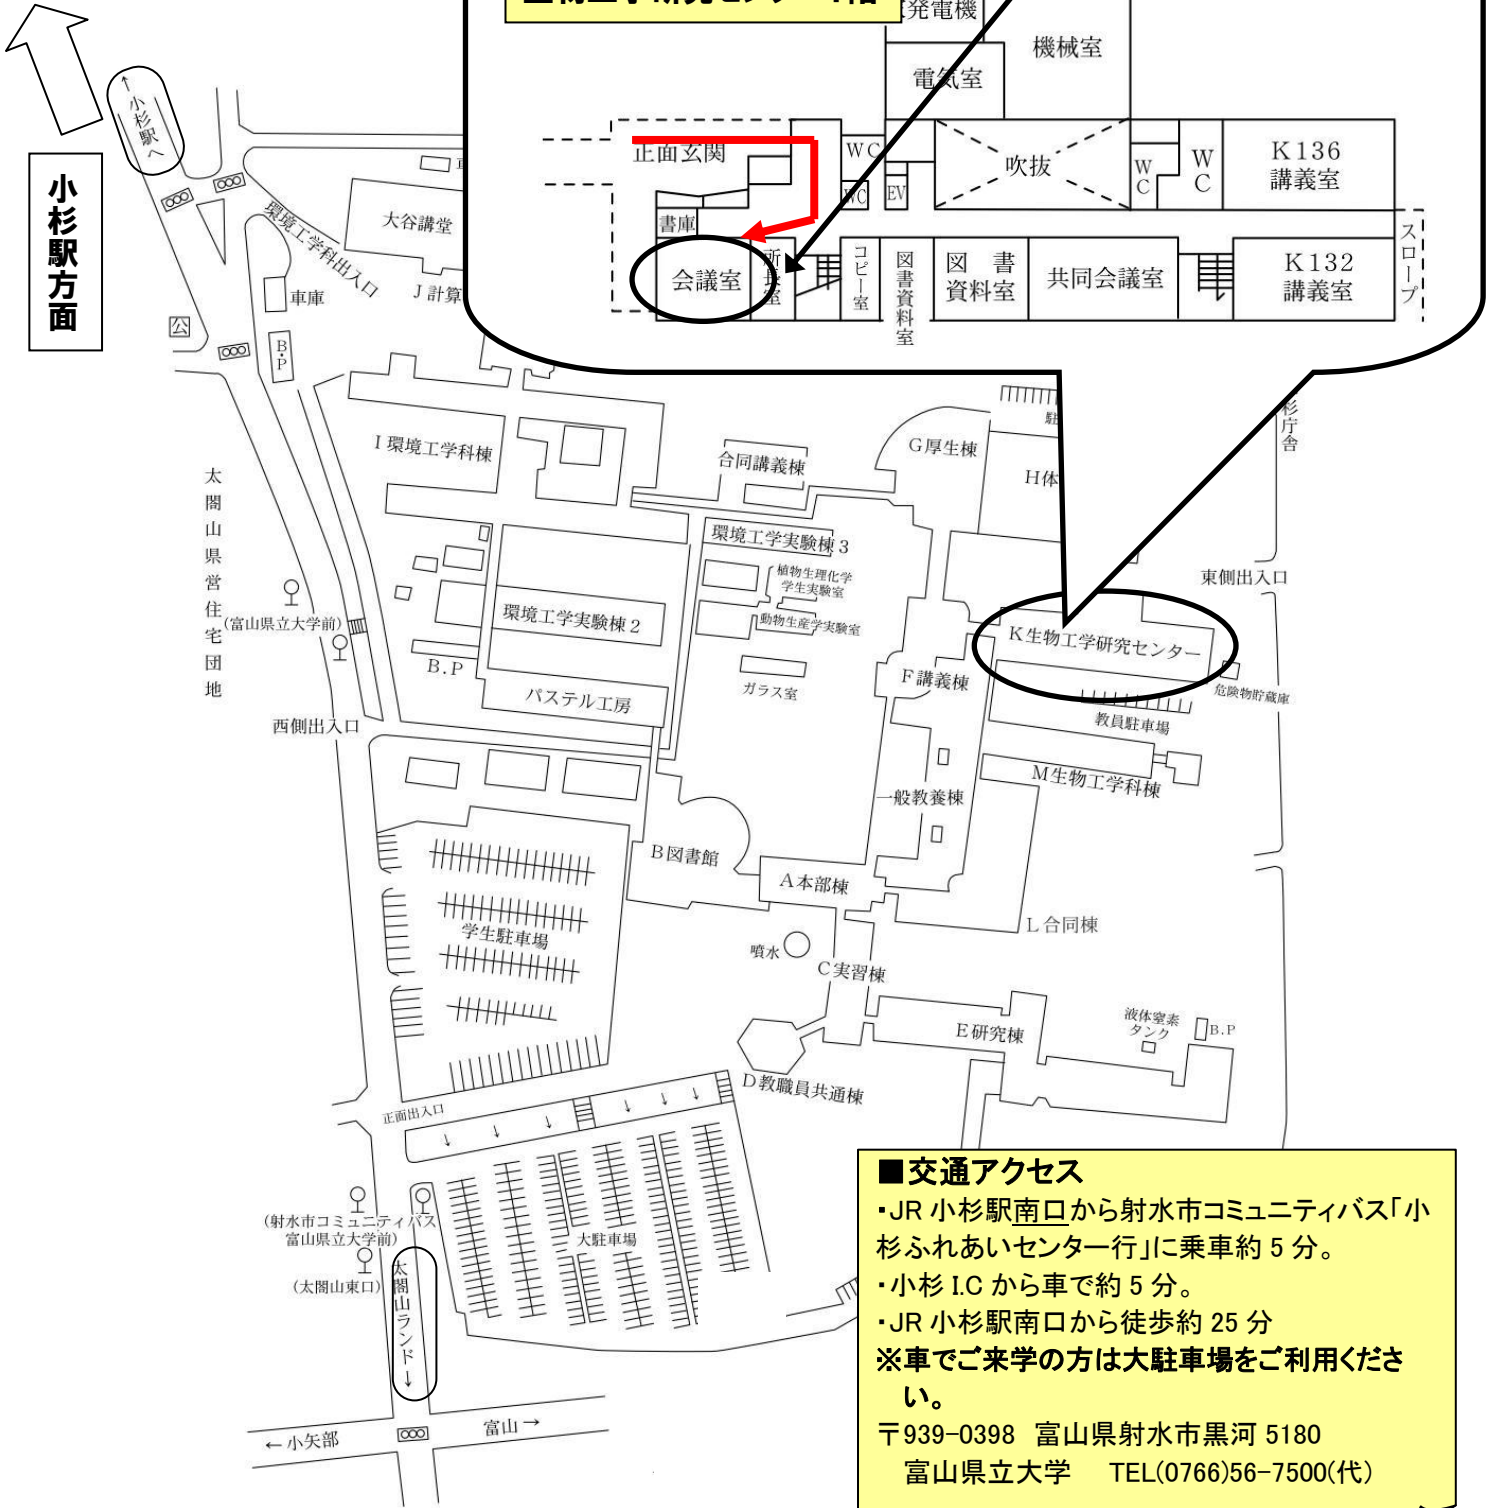 発電機
機械室
電気室
正面玄関
WC
WC
EV
吹抜
WC
WC
K136
講義室
書庫
会議室
所長室
コピー室
図書資料室
図書
資料室
共同会議室
K132
講義室
スロープ
←小杉駅へ
小杉駅方面
環境工学科出入口
大谷講堂
J計算
車庫
公
B.P
I環境工学科棟
合同講義棟
G厚生棟
H体
駐
杉庁舎
太閤山県営住宅団地
環境工学実験棟3
植物生理化学
学生実験室
動物生産学実験室
環境工学実験棟2
(富山県立大学前)
B.P
パステル工房
ガラス室
東側出入口
K生物工学研究センター
F講義棟
危険物貯蔵庫
教員駐車場
西側出入口
M生物工学科棟
一般教養棟
B図書館
A本部棟
L合同棟
学生駐車場
噴水
C実習棟
E研究棟
液体窒素
タンク
B.P
D教職員共通棟
正面出入口
↓ ↓ ↓ ↓ ↓ ↓
(射水市コミュニティバス
富山県立大学前)
大駐車場
(太閤山東口)
太閤山ランド↓
←小矢部
富山→
■交通アクセス
・JR 小杉駅南口から射水市コミュニティバス「小
杉ふれあいセンター行」に乗車約 5 分。
・小杉 I.C から車で約 5 分。
・JR 小杉駅南口から徒歩約 25 分
※車でご来学の方は大駐車場をご利用くださ
い。
〒939-0398 富山県射水市黒河 5180
富山県立大学 TEL(0766)56-7500(代)